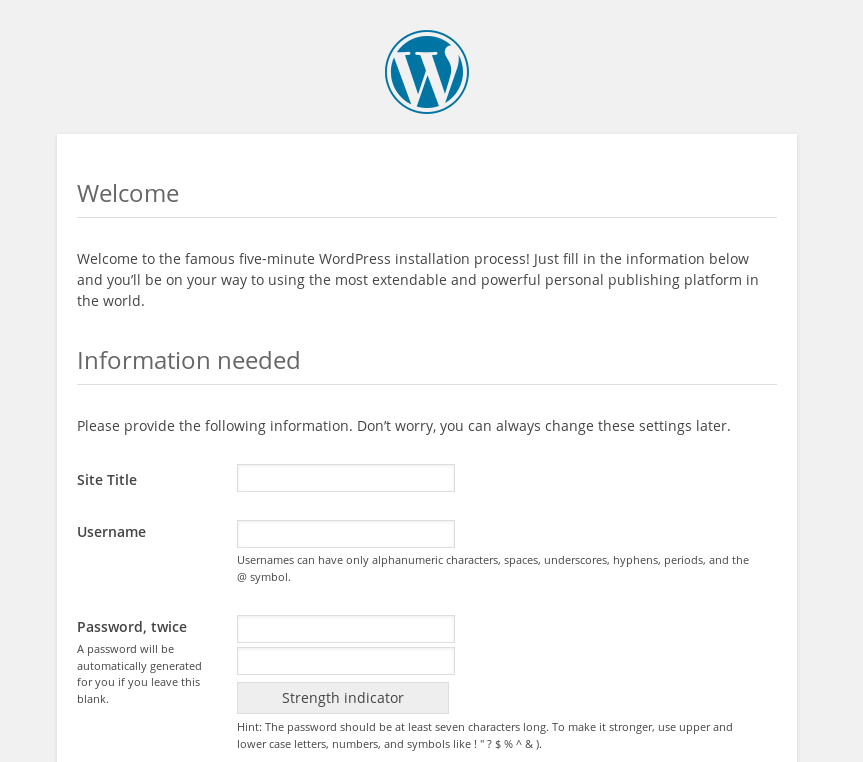 W
Welcome
Welcome to the famous five-minute WordPress installation process! Just fill in the information below
and you’ll be on your way to using the most extendable and powerful personal publishing platform in
the world.
Information needed
Please provide the following information. Don’t worry, you can always change these settings later.
Site Title
Username
Usernames can have only alphanumeric characters, spaces, underscores, hyphens, periods, and the
@ symbol.
Password, twice
A password will be
automatically generated
for you if you leave this
blank.
Strength indicator
Hint: The password should be at least seven characters long. To make it stronger, use upper and
lower case letters, numbers, and symbols like ! " ? $ % ^ & ).